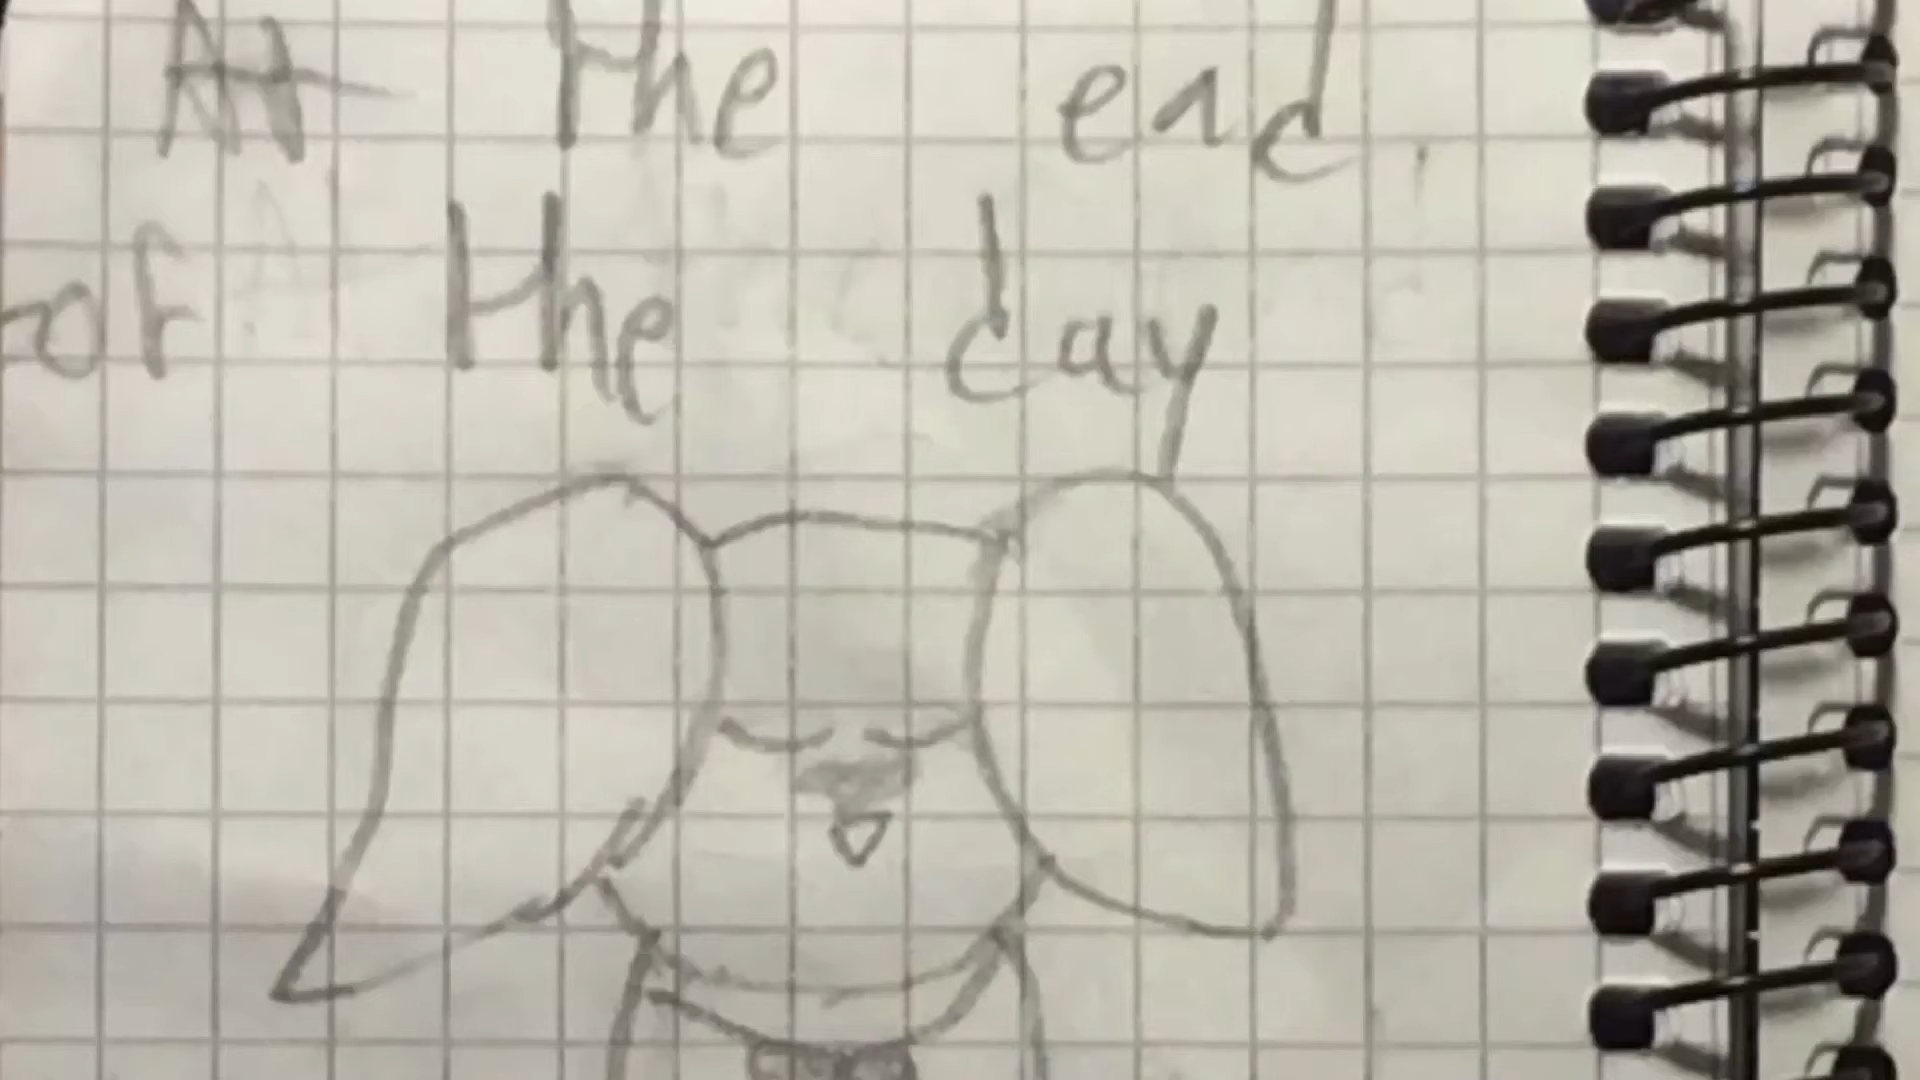 At the end
of the day